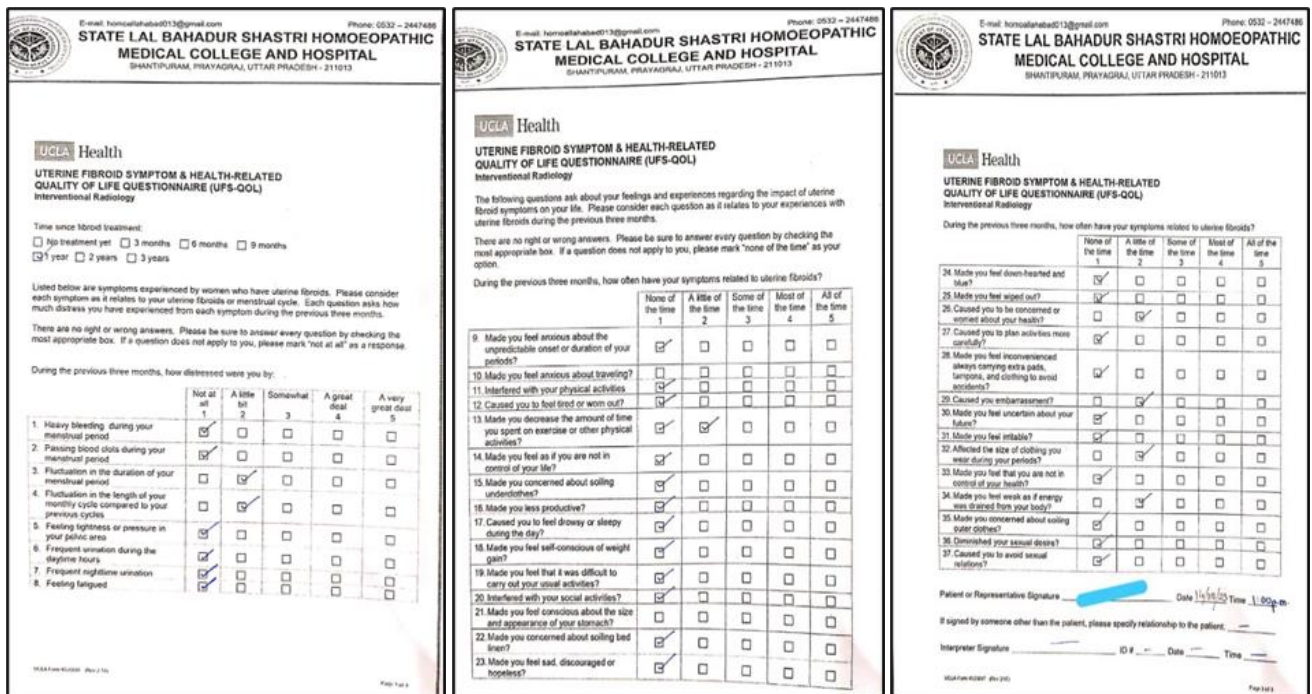 E-mail: homoeallahabad013@gmail.com Phone: 0532 – 2447486
STATE LAL BAHADUR SHASTRI HOMOEOPATHIC
MEDICAL COLLEGE AND HOSPITAL
SHANTIPURAM, PRAYAGRAJ, UTTAR PRADESH - 211013
UCLA Health
UTERINE FIBROID SYMPTOM & HEALTH-RELATED
QUALITY OF LIFE QUESTIONNAIRE (UFS-QOL)
Interventional Radiology
Time since fibroid treatment:
No treatment yet 3 months 6 months 9 months
1 year 2 years 3 years
Listed below are symptoms experienced by women who have uterine fibroids. Please consider
each symptom as it relates to your uterine fibroids or menstrual cycle. Each question asks how
much distress you have experienced from each symptom during the previous three months.
There are no right or wrong answers. Please be sure to answer every question by checking the
most appropriate box. If a question does not apply to you, please mark "not at all" as a response.
During the previous three months, how distressed were you by:
Not at A little Somewhat A great A very
all bit deal great deal
1 2 3 4 5
1. Heavy bleeding during your
menstrual period
2. Passing blood clots during your
menstrual period
3. Fluctuation in the duration of your
menstrual period
4. Fluctuation in the length of your
monthly cycle compared to your
previous cycles
5. Feeling tightness or pressure in
your pelvic area
6. Frequent urination during the
daytime hours
7. Frequent nighttime urination
8. Feeling fatigued
Page 1 of 3
E-mail: homoeallahabad013@gmail.com Phone: 0532 – 2447486
STATE LAL BAHADUR SHASTRI HOMOEOPATHIC
MEDICAL COLLEGE AND HOSPITAL
SHANTIPURAM, PRAYAGRAJ, UTTAR PRADESH - 211013
UCLA Health
UTERINE FIBROID SYMPTOM & HEALTH-RELATED
QUALITY OF LIFE QUESTIONNAIRE (UFS-QOL)
Interventional Radiology
The following questions ask about your feelings and experiences regarding the impact of uterine
fibroid symptoms on your life. Please consider each question as it relates to your experiences with
uterine fibroids during the previous three months.
There are no right or wrong answers. Please be sure to answer every question by checking the
most appropriate box. If a question does not apply to you, please mark "none of the time" as your
option.
During the previous three months, how often have your symptoms related to uterine fibroids?
None of A little of Some of Most of All of
the time the time the time the time the time
1 2 3 4 5
9. Made you feel anxious about the
unpredictable onset or duration of your
periods?
10. Made you feel anxious about traveling?
11. Interfered with your physical activities
12. Caused you to feel tired or worn out?
13. Made you decrease the amount of time
you spent on exercise or other physical
activities?
14. Made you feel as if you are not in
control of your life?
15. Made you concerned about soiling
underclothes?
16. Made you less productive?
17. Caused you to feel drowsy or sleepy
during the day?
18. Made you feel self-conscious of weight
gain?
19. Made you feel that it was difficult to
carry out your usual activities?
20. Interfered with your social activities?
21. Made you feel conscious about the size
and appearance of your stomach?
22. Made you concerned about soiling bed
linen?
23. Made you feel sad, discouraged or
hopeless?
E-mail: homoeallahabad013@gmail.com Phone: 0532 – 2447486
STATE LAL BAHADUR SHASTRI HOMOEOPATHIC
MEDICAL COLLEGE AND HOSPITAL
SHANTIPURAM, PRAYAGRAJ, UTTAR PRADESH - 211013
UCLA Health
UTERINE FIBROID SYMPTOM & HEALTH-RELATED
QUALITY OF LIFE QUESTIONNAIRE (UFS-QOL)
Interventional Radiology
During the previous three months, how often have your symptoms related to uterine fibroids?
None of A little of Some of Most of All of the
the time the time the time the time time
1 2 3 4 5
24. Made you feel down-hearted and
blue?
25. Made you feel wiped out?
26. Caused you to be concerned or
worried about your health?
27. Caused you to plan activities more
carefully?
28. Made you feel inconvenienced
always carrying extra pads,
tampons, and clothing to avoid
accidents?
29. Caused you embarrassment?
30. Made you feel uncertain about your
future?
31. Made you feel irritable?
32. Affected the size of clothing you
wear during your periods?
33. Made you feel that you are not in
control of your health?
34. Made you feel weak as if energy
was drained from your body?
35. Made you concerned about soiling
outer clothes?
36. Diminished your sexual desire?
37. Caused you to avoid sexual
relations?
Patient or Representative Signature Date Time 1:00p.m
If signed by someone other than the patient, please specify relationship to the patient: –
Interpreter Signature – ID # – Date – Time –
Page 3 of 3